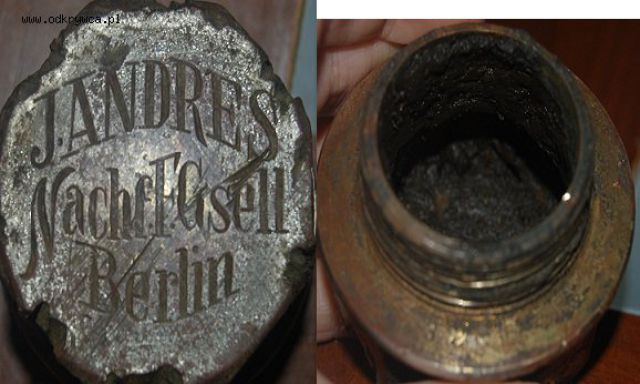 www.odkrywca.pl
J. ANDRES
Nachf. F. Gsell
Berlin